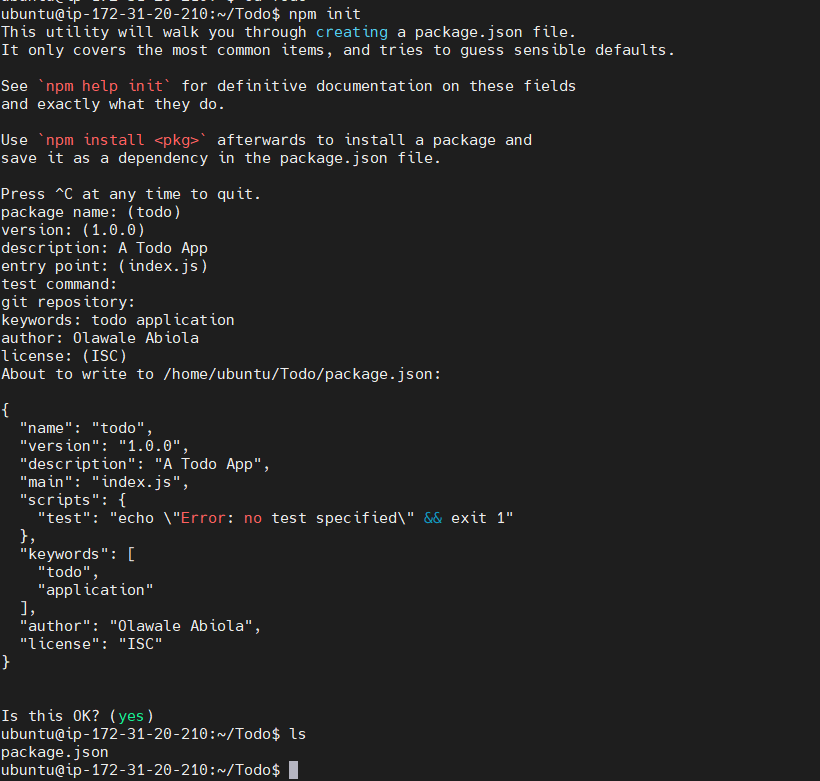 ubuntu@ip-172-31-20-210:~/Todo$ npm init
This utility will walk you through creating a package.json file.
It only covers the most common items, and tries to guess sensible defaults.

See `npm help init` for definitive documentation on these fields
and exactly what they do.

Use `npm install <pkg>` afterwards to install a package and
save it as a dependency in the package.json file.

Press ^C at any time to quit.
package name: (todo)
version: (1.0.0)
description: A Todo App
entry point: (index.js)
test command:
git repository:
keywords: todo application
author: Olawale Abiola
license: (ISC)
About to write to /home/ubuntu/Todo/package.json:

{
  "name": "todo",
  "version": "1.0.0",
  "description": "A Todo App",
  "main": "index.js",
  "scripts": {
    "test": "echo \"Error: no test specified\" && exit 1"
  },
  "keywords": [
    "todo",
    "application"
  ],
  "author": "Olawale Abiola",
  "license": "ISC"
}


Is this OK? (yes)
ubuntu@ip-172-31-20-210:~/Todo$ ls
package.json
ubuntu@ip-172-31-20-210:~/Todo$